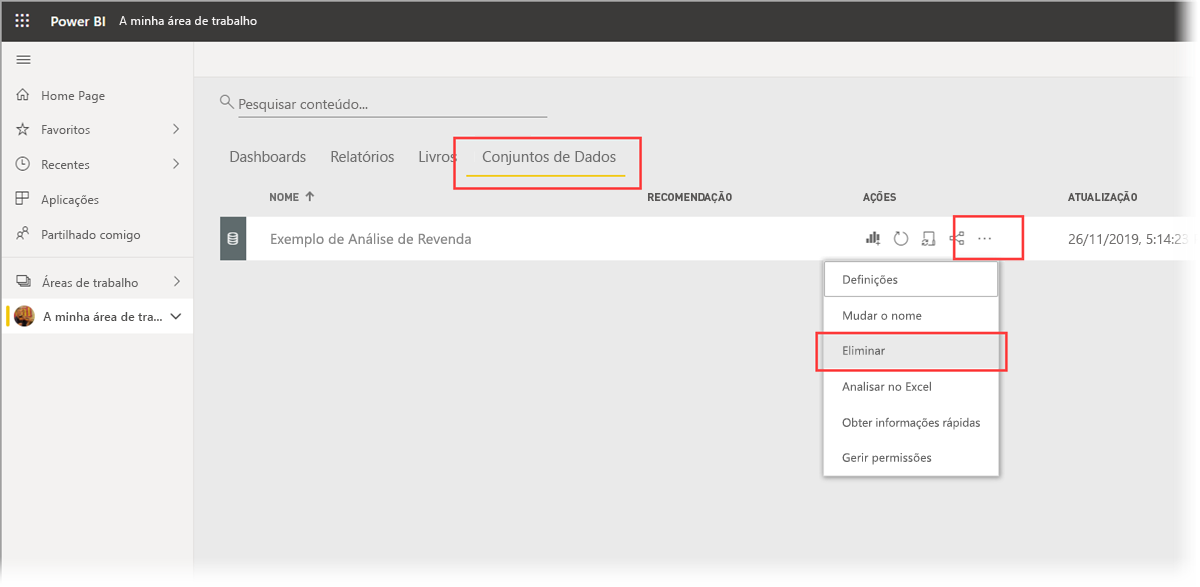 Power BI A minha área de trabalho
Home Page
Favoritos
Recentes
Aplicações
Partilhado comigo
Áreas de trabalho
A minha área de tra...
Pesquisar conteúdo...
Dashboards Relatórios Livros Conjuntos de Dados
NOME RECOMENDAÇÃO AÇÕES ATUALIZAÇÃO
Exemplo de Análise de Revenda 26/11/2019, 5:14:23
Definições
Mudar o nome
Eliminar
Analisar no Excel
Obter informações rápidas
Gerir permissões